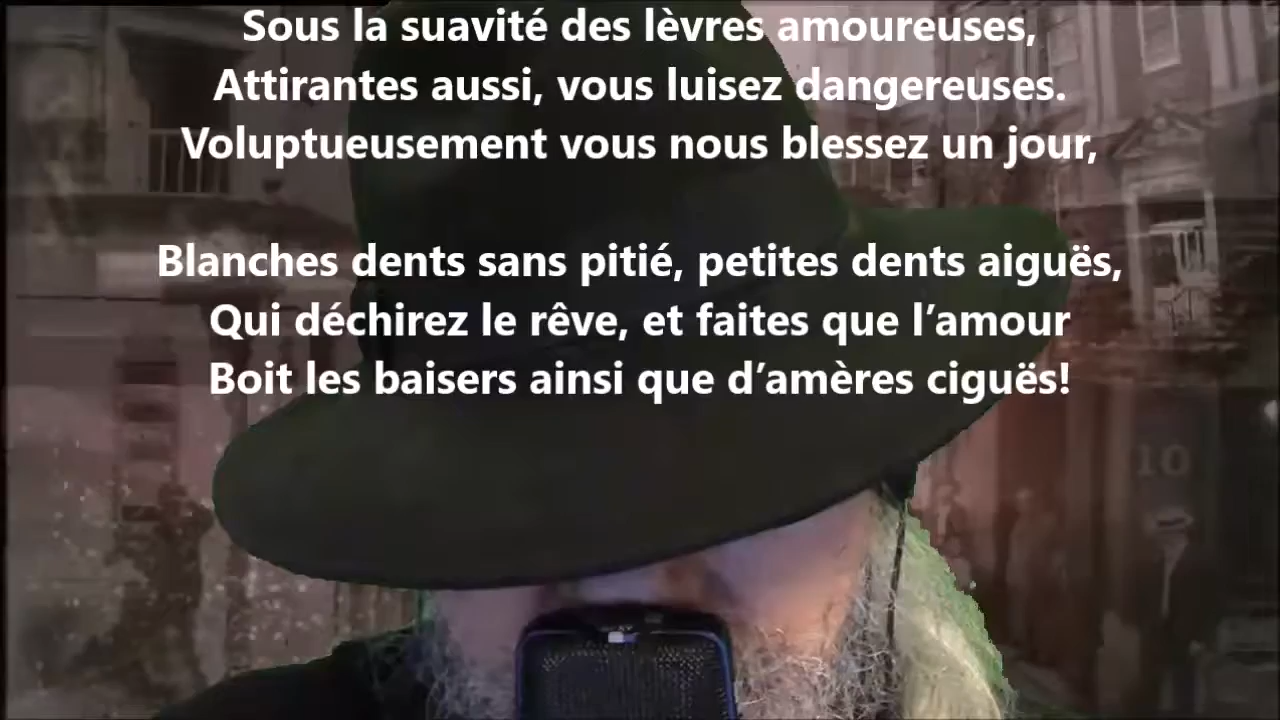 Sous la suavité des lèvres amoureuses,
Attirantes aussi, vous luisez dangereuses.
Voluptueusement vous nous blessez un jour,
Blanches dents sans pitié, petites dents aiguës,
Qui déchirez le rêve, et faites que l’amour
Boit les baisers ainsi que d’amères ciguës!
10